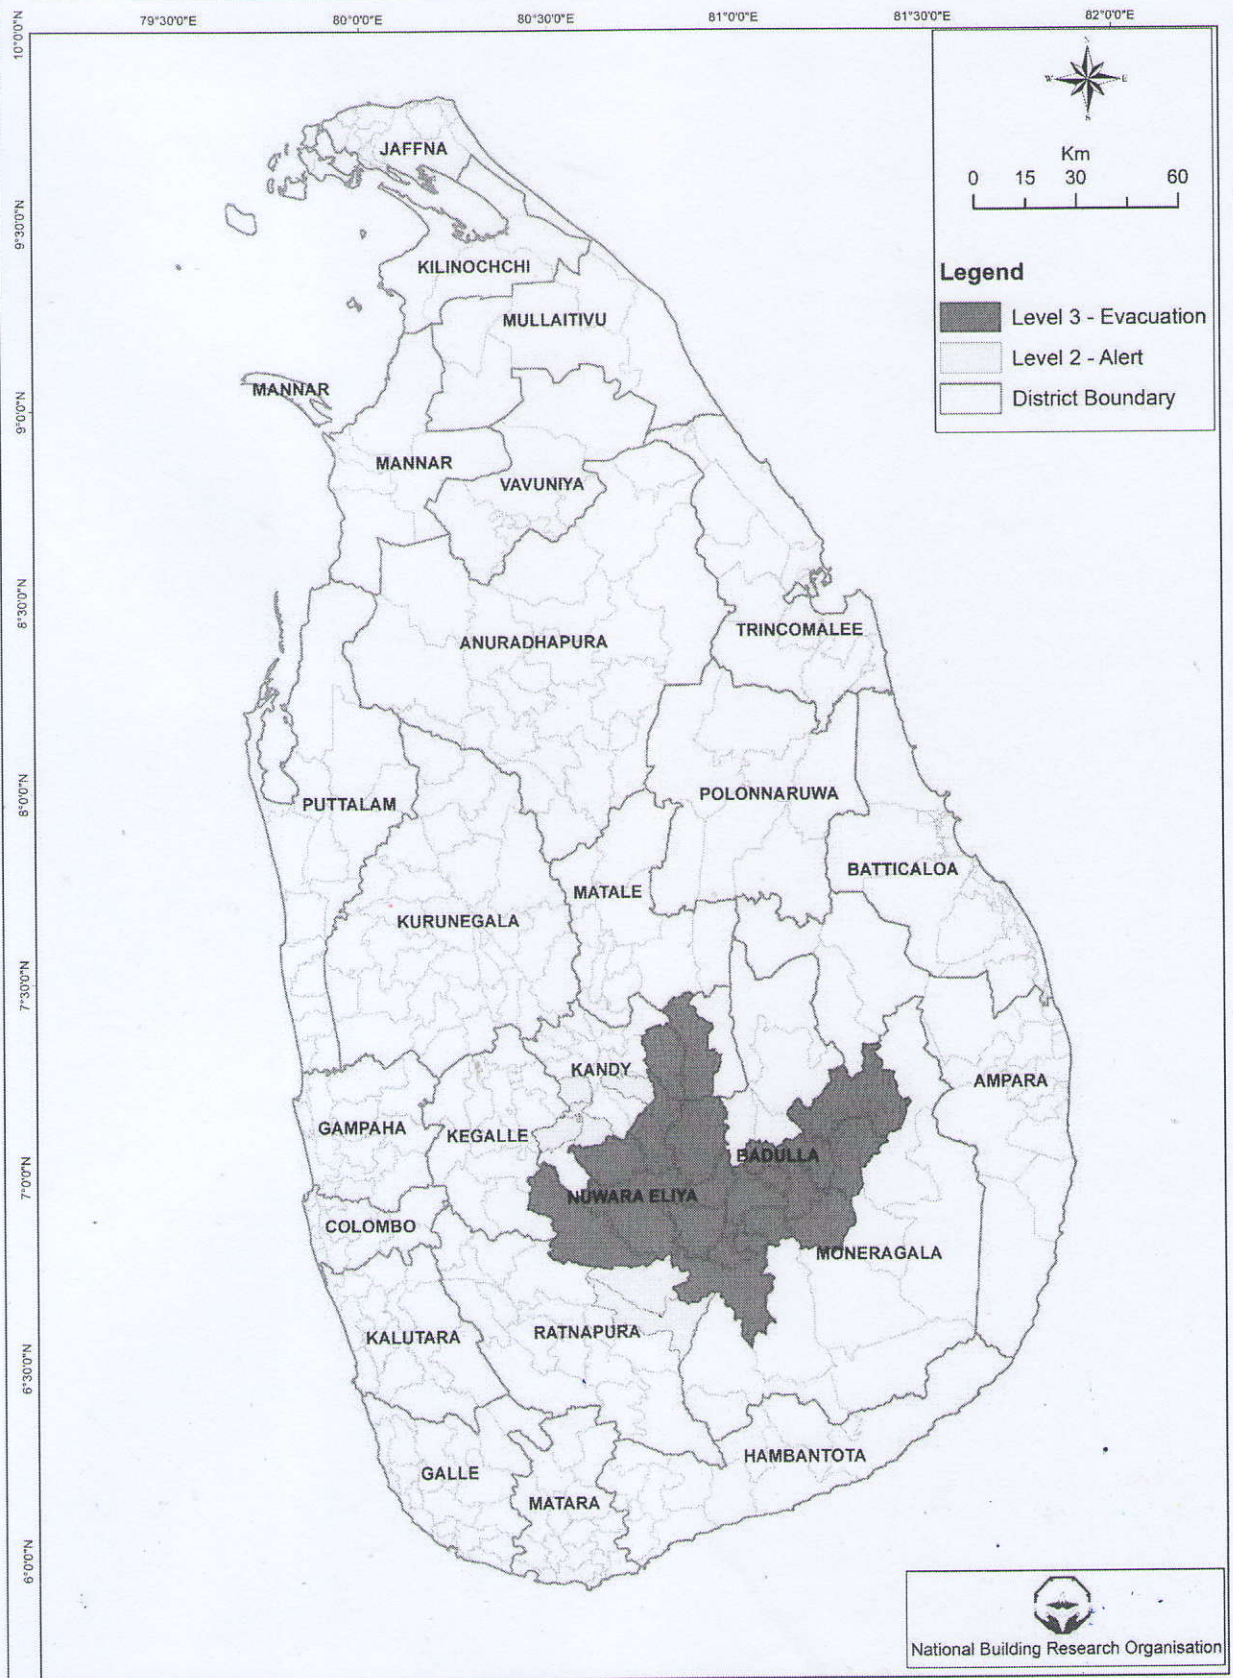 79°30'0"E 80°0'0"E 80°30'0"E 81°0'0"E 81°30'0"E 82°0'0"E
10°0'0"N
N
W E
S
Km
0 15 30 60
JAFFNA
9°30'0"N
KILINOCHCHI
Legend
Level 3 - Evacuation
MULLAITIVU
Level 2 - Alert
MANNAR
District Boundary
9°0'0"N
MANNAR
VAVUNIYA
8°30'0"N
TRINCOMALEE
ANURADHAPURA
8°0'0"N
POLONNARUWA
PUTTALAM
BATTICALOA
MATALE
KURUNEGALA
7°30'0"N
KANDY
AMPARA
GAMPAHA
KEGALLE
BADULLA
7°0'0"N
NUWARA ELIYA
COLOMBO
MONERAGALA
RATNAPURA
KALUTARA
6°30'0"N
HAMBANTOTA
GALLE
MATARA
6°0'0"N
National Building Research Organisation